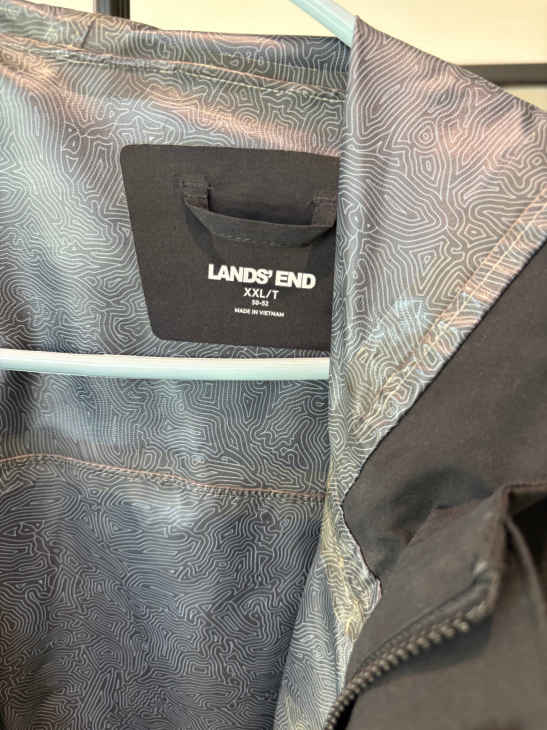 LANDS' END
XXL/T
50-52
MADE IN VIETNAM